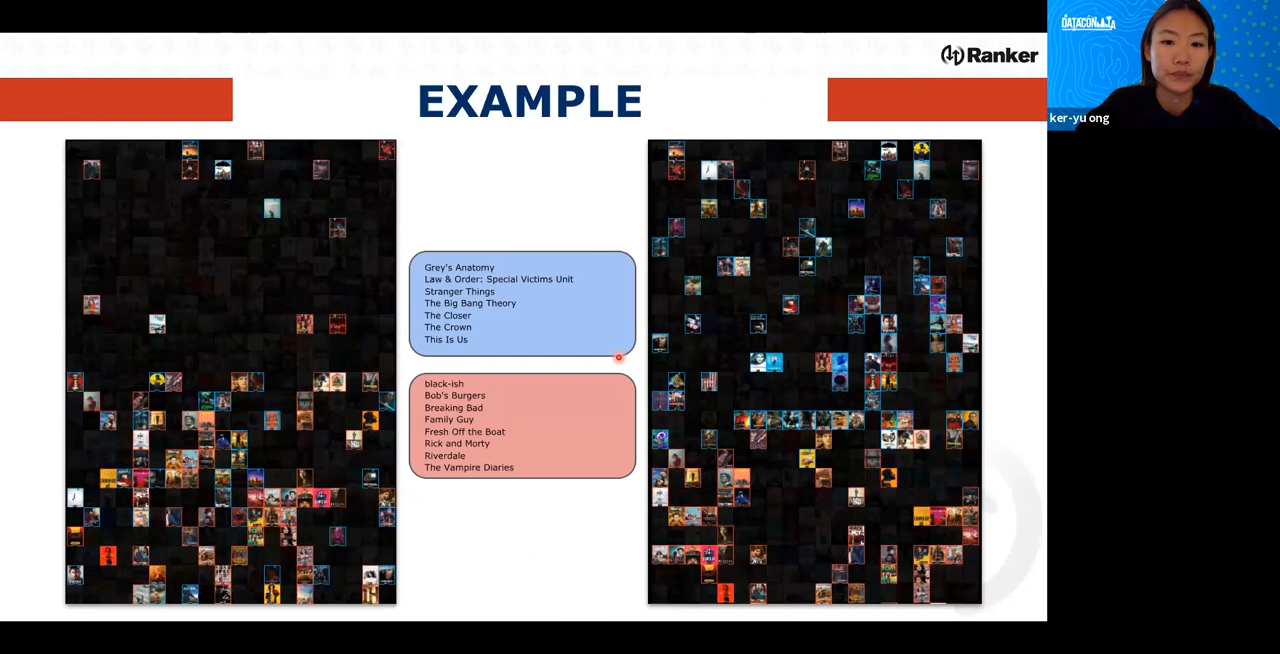 Ranker
EXAMPLE
Grey's Anatomy
Law & Order: Special Victims Unit
Stranger Things
The Big Bang Theory
The Closer
The Crown
This Is Us
black-ish
Bob's Burgers
Breaking Bad
Family Guy
Fresh Off the Boat
Rick and Morty
Riverdale
The Vampire Diaries
DATACON LA
ker-yu ong